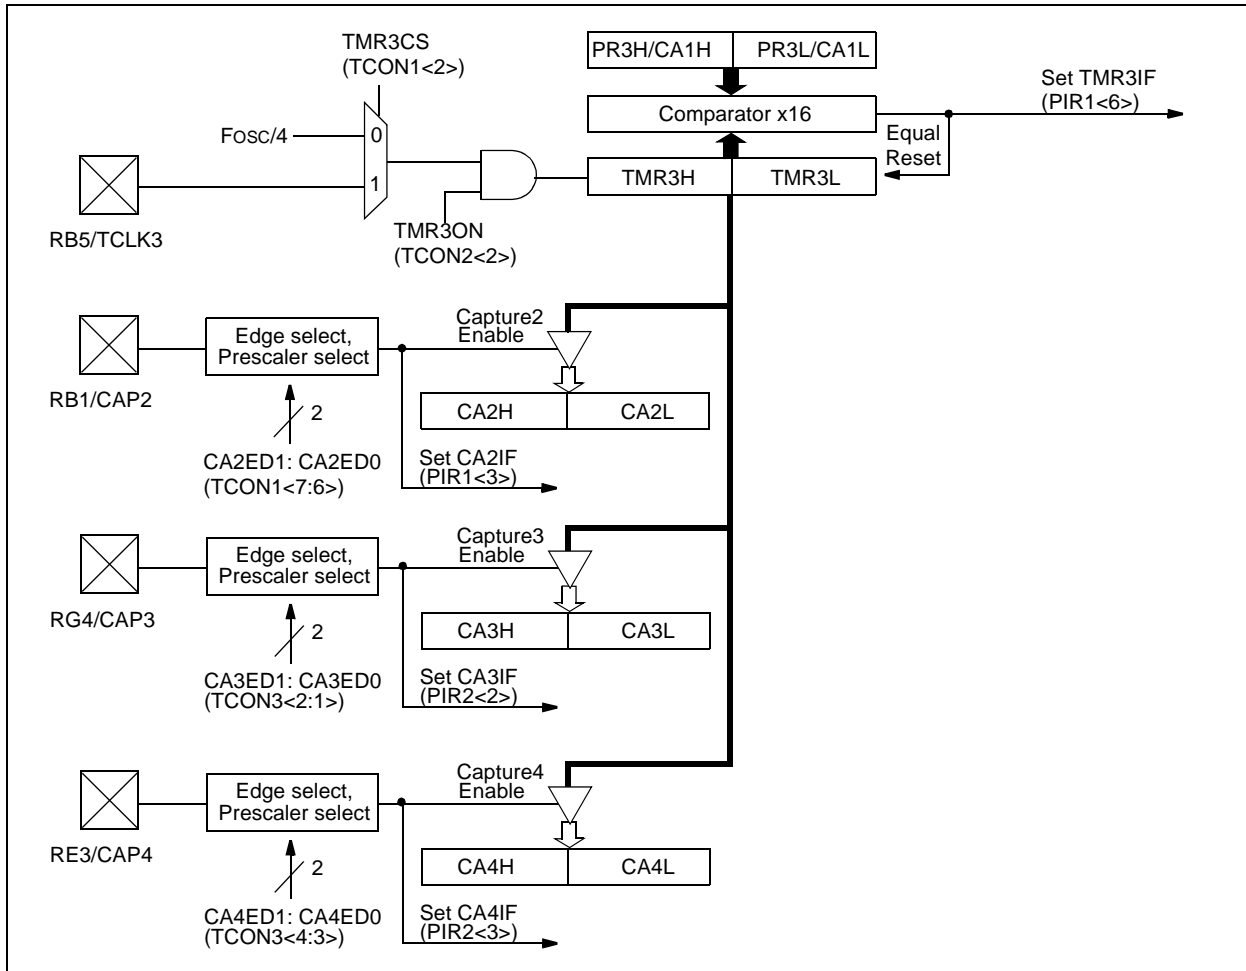 TMR3CS
(TCON1<2>)
PR3H/CA1H PR3L/CA1L
Set TMR3IF
(PIR1<6>)
Comparator x16
Fosc/4
0
Equal
Reset
1
TMR3H TMR3L
RB5/TCLK3
TMR3ON
(TCON2<2>)
Capture2
Enable
Edge select,
Prescaler select
RB1/CAP2
2
CA2H CA2L
CA2ED1: CA2ED0
(TCON1<7:6>)
Set CA2IF
(PIR1<3>)
Capture3
Enable
Edge select,
Prescaler select
RG4/CAP3
2
CA3H CA3L
CA3ED1: CA3ED0
(TCON3<2:1>)
Set CA3IF
(PIR2<2>)
Capture4
Enable
Edge select,
Prescaler select
RE3/CAP4
2
CA4H CA4L
CA4ED1: CA4ED0
(TCON3<4:3>)
Set CA4IF
(PIR2<3>)